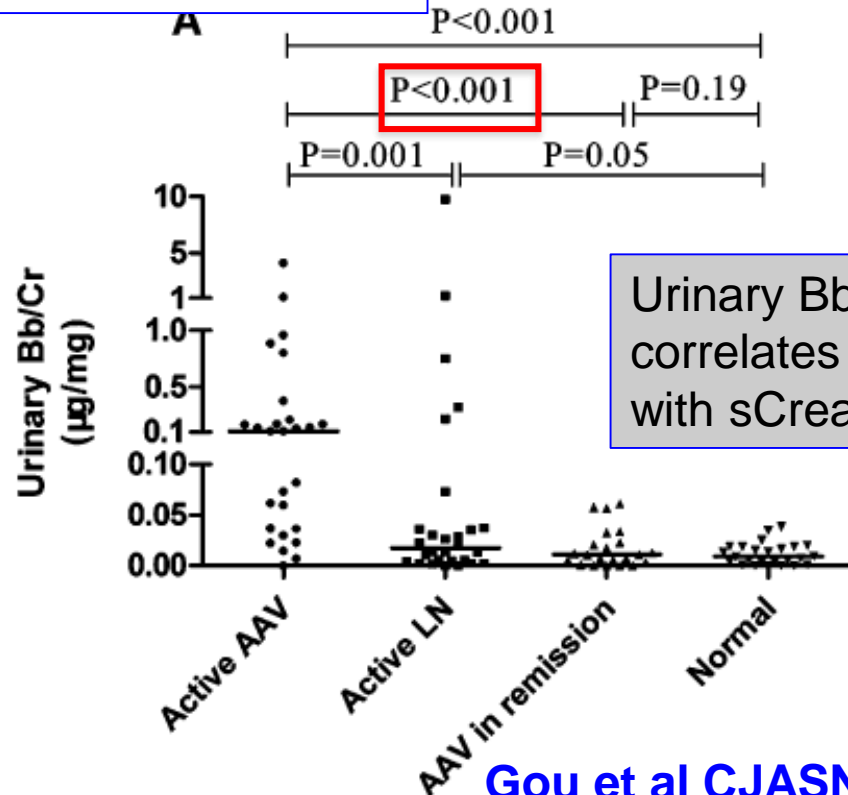 A
P<0.001
P<0.001
P=0.19
P=0.001
P=0.05
Urinary Bb/Cr
(µg/mg)
10
5
1
1.0
0.5
0.1
0.10
0.05
0.00
Urinary Bb
correlates
with sCrea
Active AAV
Active LN
AAV in remission
Normal
Gou et al CJASN